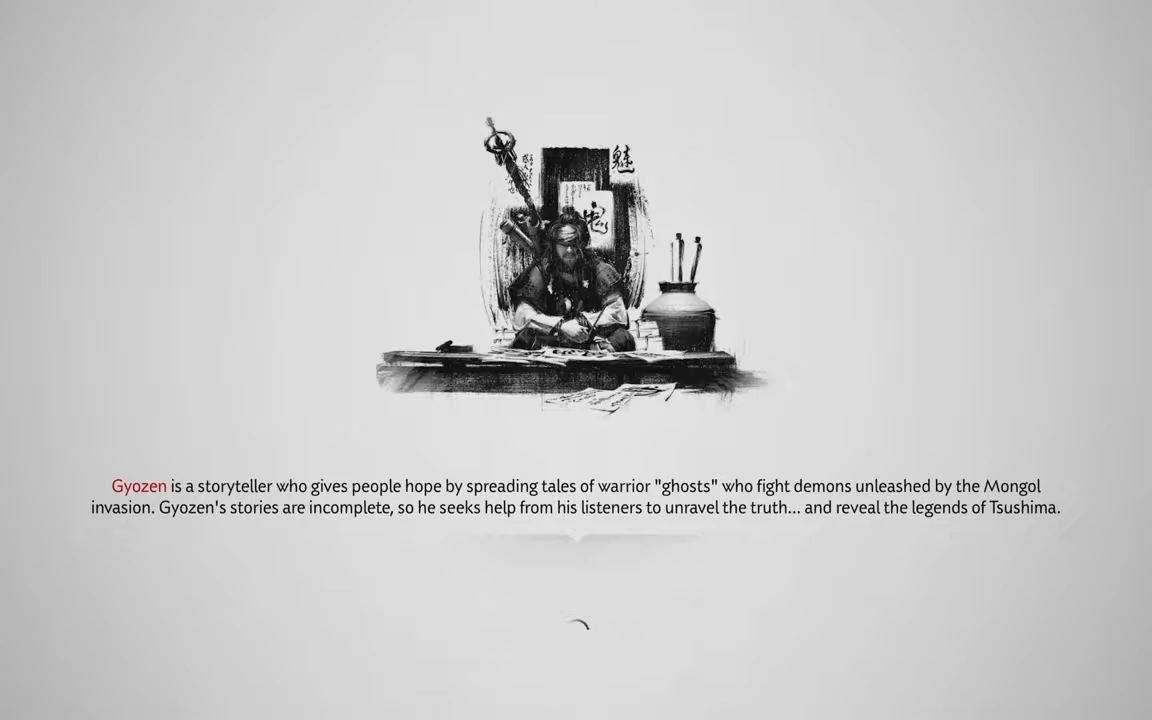 魅
鬼
Gyozen is a storyteller who gives people hope by spreading tales of warrior "ghosts" who fight demons unleashed by the Mongol
invasion. Gyozen's stories are incomplete, so he seeks help from his listeners to unravel the truth... and reveal the legends of Tsushima.